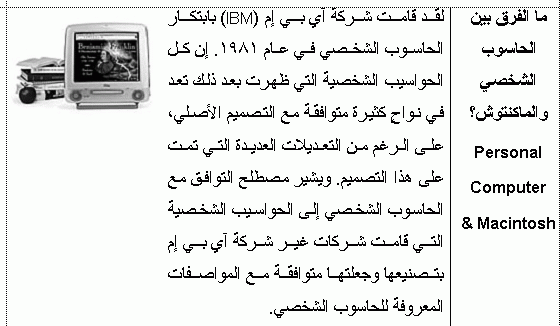 ما الفرق بين
الحاسوب
الشخصي
والماكنتوش؟
Personal
Computer
& Macintosh
لقد قامت شركة آي بي إم (IBM) بابتكار
الحاسوب الشخصي في عام ١٩٨١. إن كل
الحواسيب الشخصية التي ظهرت بعد ذلك تعد
في نواح كثيرة متوافقة مع التصميم الأصلي،
على الرغم من التعديلات العديدة التي تمت
على هذا التصميم. ويشير مصطلح التوافق مع
الحاسوب الشخصي إلى الحواسيب الشخصية
التي قامت شركات غير شركة آي بي إم
بتصنيعها وجعلتها متوافقة مع المواصفات
المعروفة للحاسوب الشخصي.
Benjamin Franklin